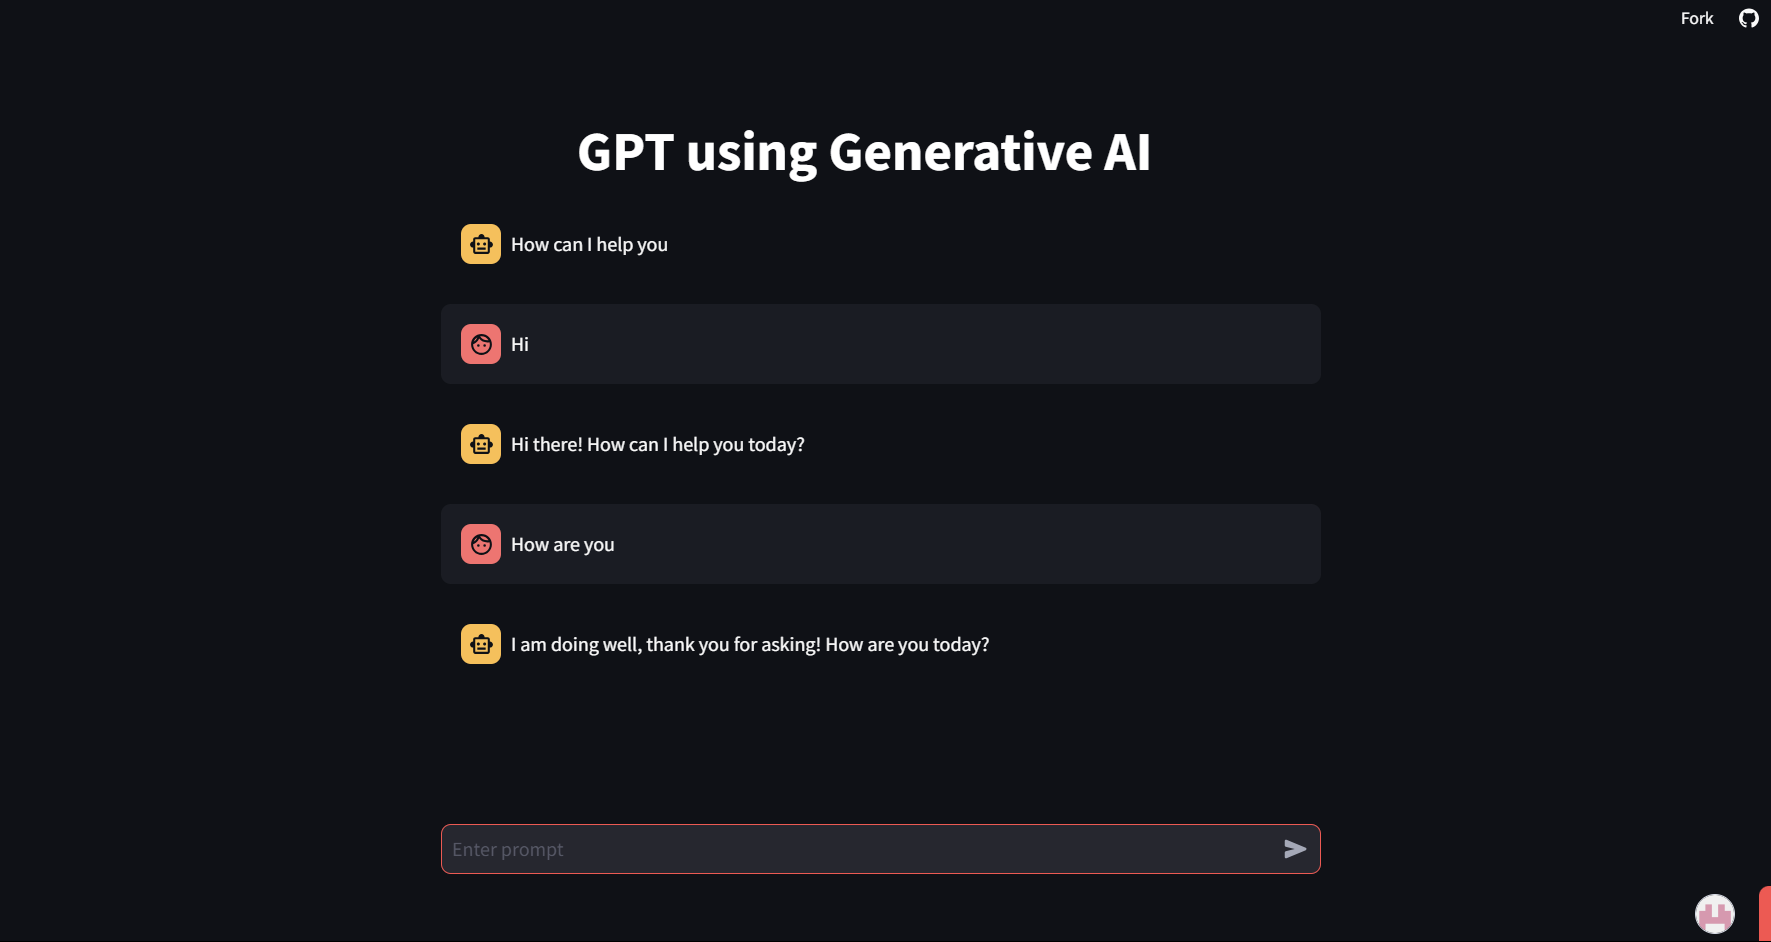 Fork
GPT using Generative AI
How can I help you
Hi
Hi there! How can I help you today?
How are you
I am doing well, thank you for asking! How are you today?
Enter prompt